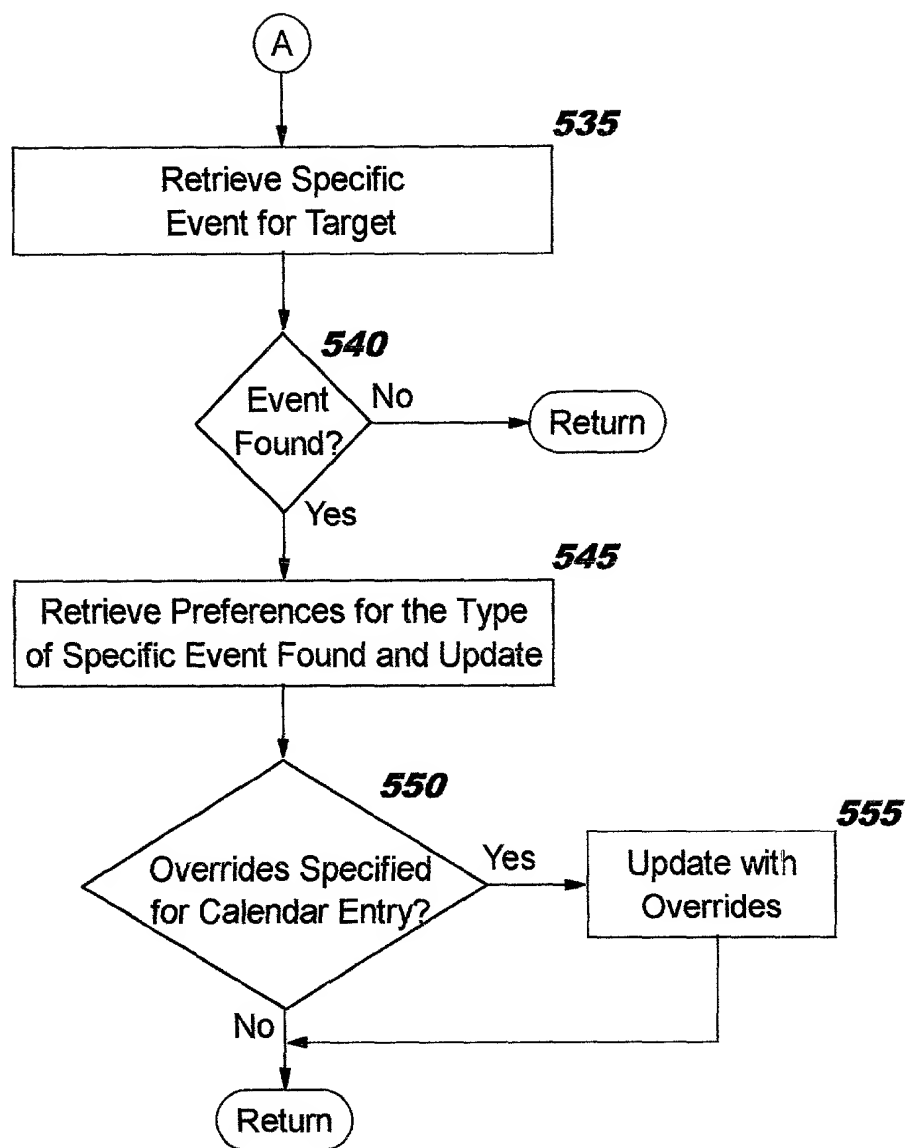 A
535
Retrieve Specific
Event for Target
540
Event
Found?
No
Return
Yes
545
Retrieve Preferences for the Type
of Specific Event Found and Update
550
Overrides Specified
for Calendar Entry?
Yes
555
Update with
Overrides
No
Return